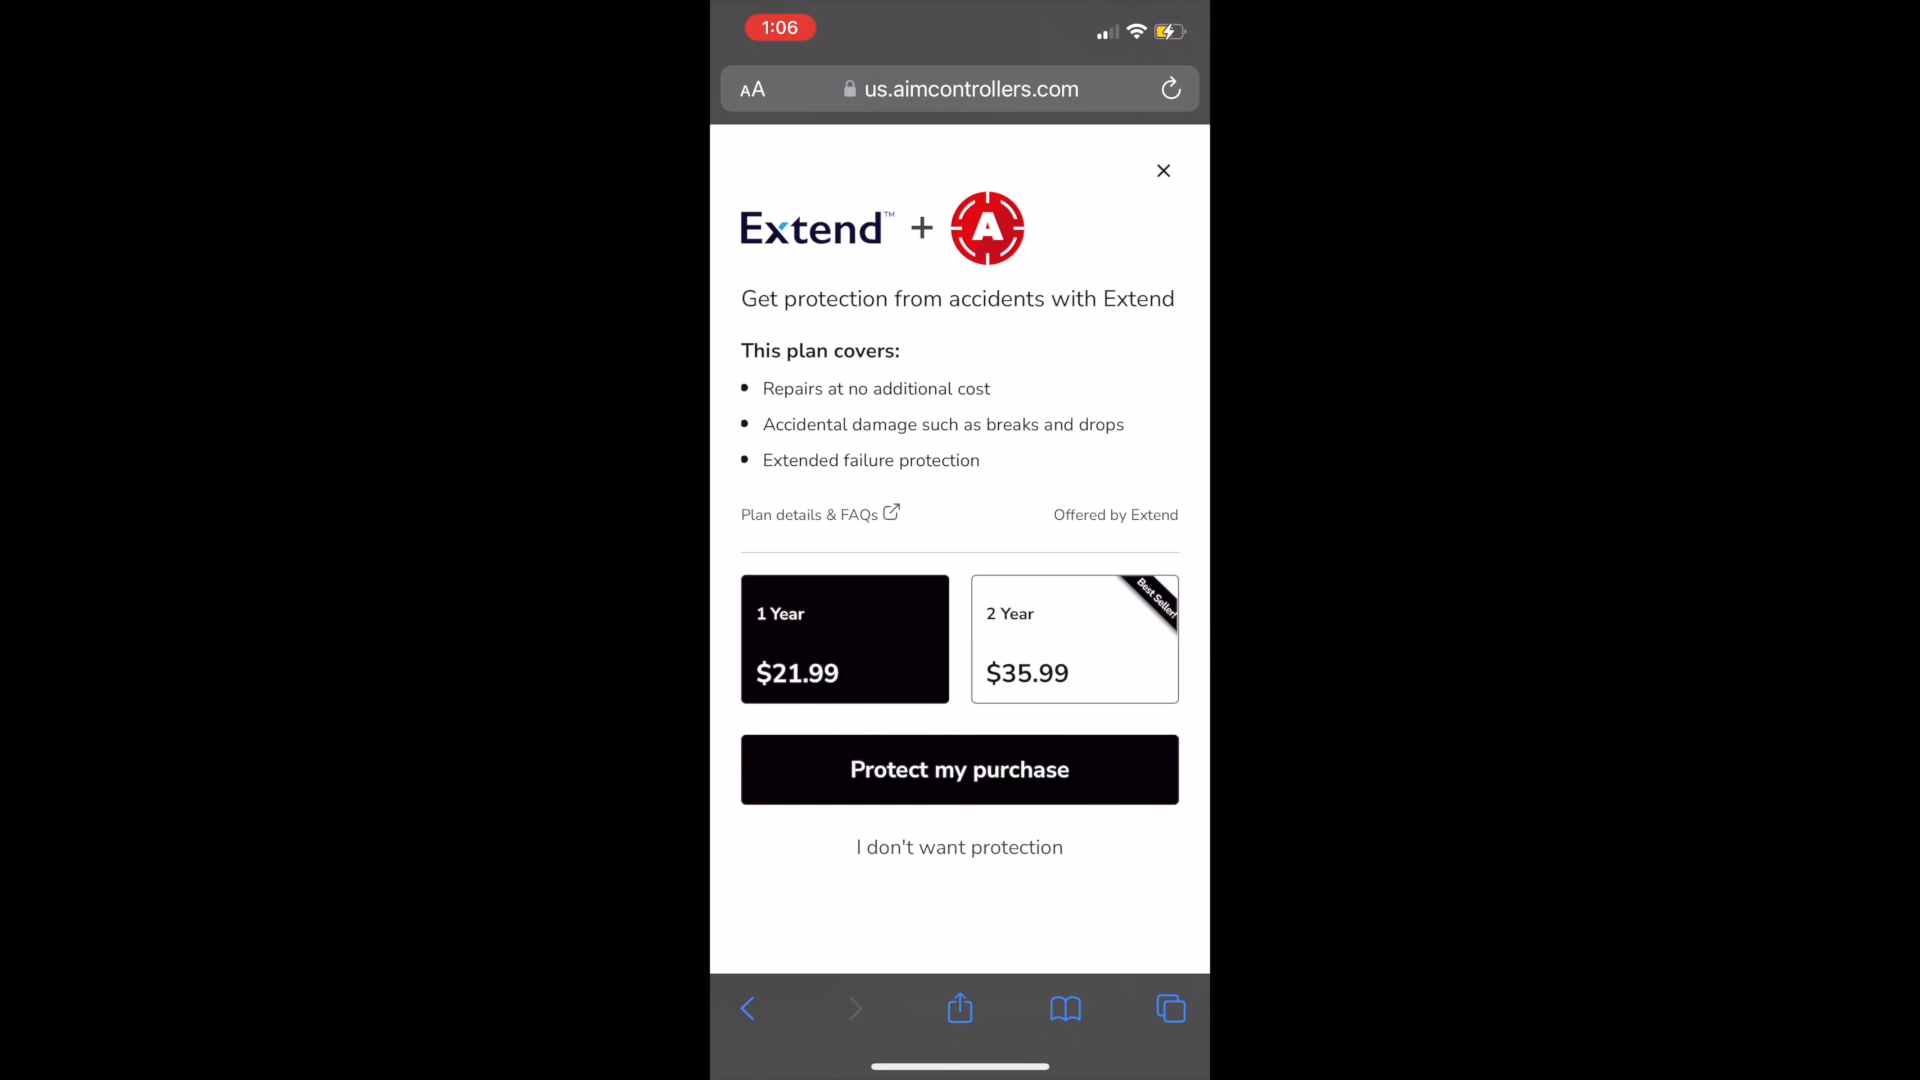 1:06
AA us.aimcontrollers.com
Extend™ + A
Get protection from accidents with Extend
This plan covers:
• Repairs at no additional cost
• Accidental damage such as breaks and drops
• Extended failure protection
Plan details & FAQs Offered by Extend
Best Seller!
1 Year 2 Year
$21.99 $35.99
Protect my purchase
I don't want protection